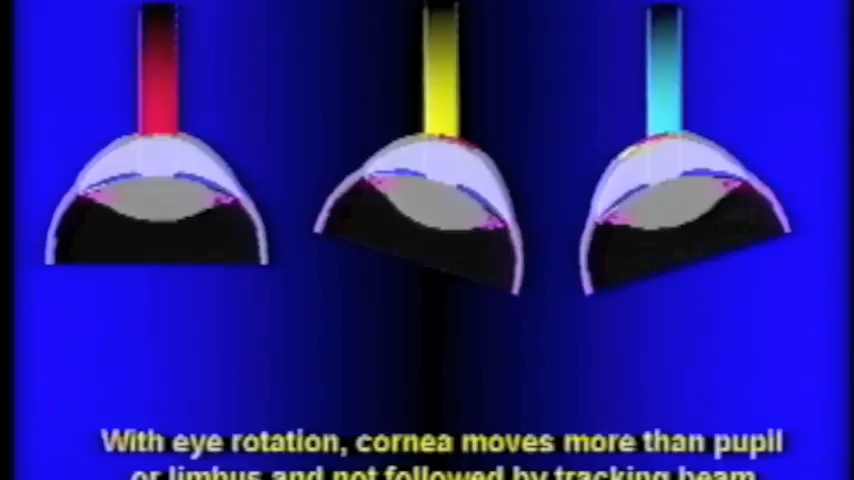 With eye rotation, cornea moves more than pupil
or limbus and not followed by tracking beam